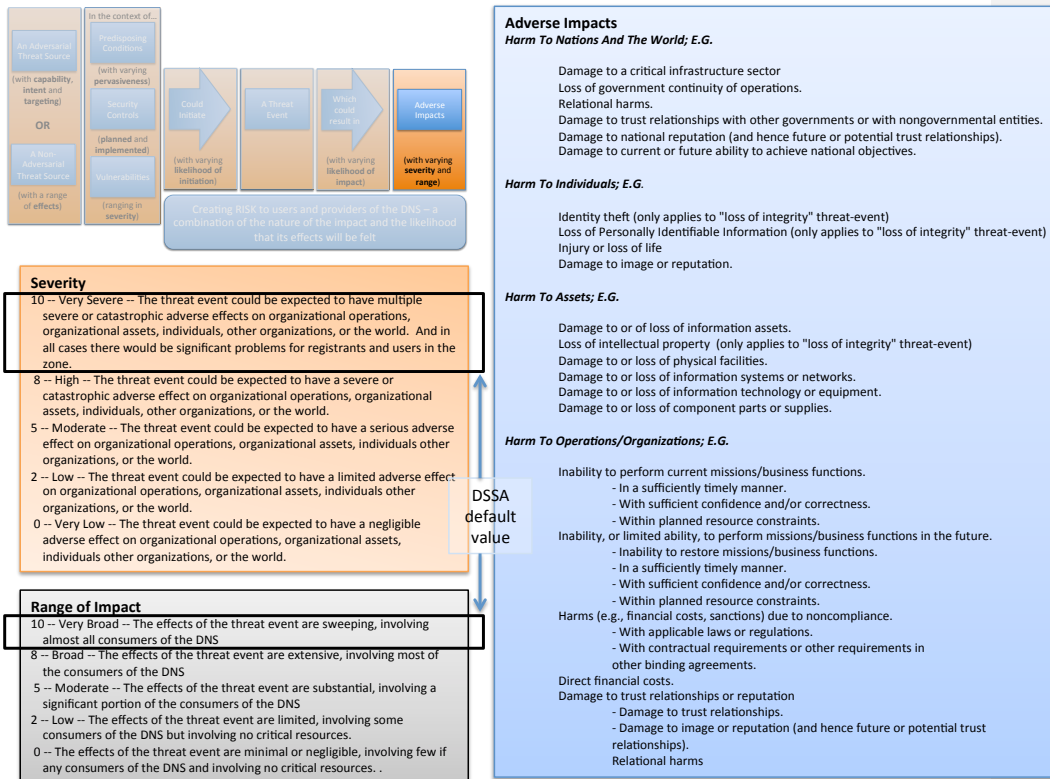 In the context of…
An Adversarial
Threat Source
(with capability,
intent and
targeting)
OR
A Non-
Adversarial
Threat Source
(with a range
of effects)
Predisposing
Conditions
(with varying
pervasiveness)
Security
Controls
(planned and
implemented)
Vulnerabilities
(ranging in
severity)
Could
Initiate
(with varying
likelihood of
initiation)
A Threat
Event
Which
could
result in
(with varying
likelihood of
impact)
Adverse
Impacts
(with varying
severity and
range)
Creating RISK to users and providers of the DNS – a
combination of the nature of the impact and the likelihood
that its effects will be felt
Severity
10 -- Very Severe -- The threat event could be expected to have multiple
severe or catastrophic adverse effects on organizational operations,
organizational assets, individuals, other organizations, or the world. And in
all cases there would be significant problems for registrants and users in the
zone.
8 -- High -- The threat event could be expected to have a severe or
catastrophic adverse effect on organizational operations, organizational
assets, individuals, other organizations, or the world.
5 -- Moderate -- The threat event could be expected to have a serious adverse
effect on organizational operations, organizational assets, individuals other
organizations, or the world.
2 -- Low -- The threat event could be expected to have a limited adverse effect
on organizational operations, organizational assets, individuals other
organizations, or the world.
0 -- Very Low -- The threat event could be expected to have a negligible
adverse effect on organizational operations, organizational assets,
individuals other organizations, or the world.
DSSA
default
value
Range of Impact
10 -- Very Broad -- The effects of the threat event are sweeping, involving
almost all consumers of the DNS
8 -- Broad -- The effects of the threat event are extensive, involving most of
the consumers of the DNS
5 -- Moderate -- The effects of the threat event are substantial, involving a
significant portion of the consumers of the DNS
2 -- Low -- The effects of the threat event are limited, involving some
consumers of the DNS but involving no critical resources.
0 -- The effects of the threat event are minimal or negligible, involving few if
any consumers of the DNS and involving no critical resources. .
Adverse Impacts
Harm To Nations And The World; E.G.
Damage to a critical infrastructure sector
Loss of government continuity of operations.
Relational harms.
Damage to trust relationships with other governments or with nongovernmental entities.
Damage to national reputation (and hence future or potential trust relationships).
Damage to current or future ability to achieve national objectives.
Harm To Individuals; E.G.
Identity theft (only applies to "loss of integrity" threat-event)
Loss of Personally Identifiable Information (only applies to "loss of integrity" threat-event)
Injury or loss of life
Damage to image or reputation.
Harm To Assets; E.G.
Damage to or of loss of information assets.
Loss of intellectual property (only applies to "loss of integrity" threat-event)
Damage to or loss of physical facilities.
Damage to or loss of information systems or networks.
Damage to or loss of information technology or equipment.
Damage to or loss of component parts or supplies.
Harm To Operations/Organizations; E.G.
Inability to perform current missions/business functions.
- In a sufficiently timely manner.
- With sufficient confidence and/or correctness.
- Within planned resource constraints.
Inability, or limited ability, to perform missions/business functions in the future.
- Inability to restore missions/business functions.
- In a sufficiently timely manner.
- With sufficient confidence and/or correctness.
- Within planned resource constraints.
Harms (e.g., financial costs, sanctions) due to noncompliance.
- With applicable laws or regulations.
- With contractual requirements or other requirements in
other binding agreements.
Direct financial costs.
Damage to trust relationships or reputation
- Damage to trust relationships.
- Damage to image or reputation (and hence future or potential trust
relationships).
Relational harms